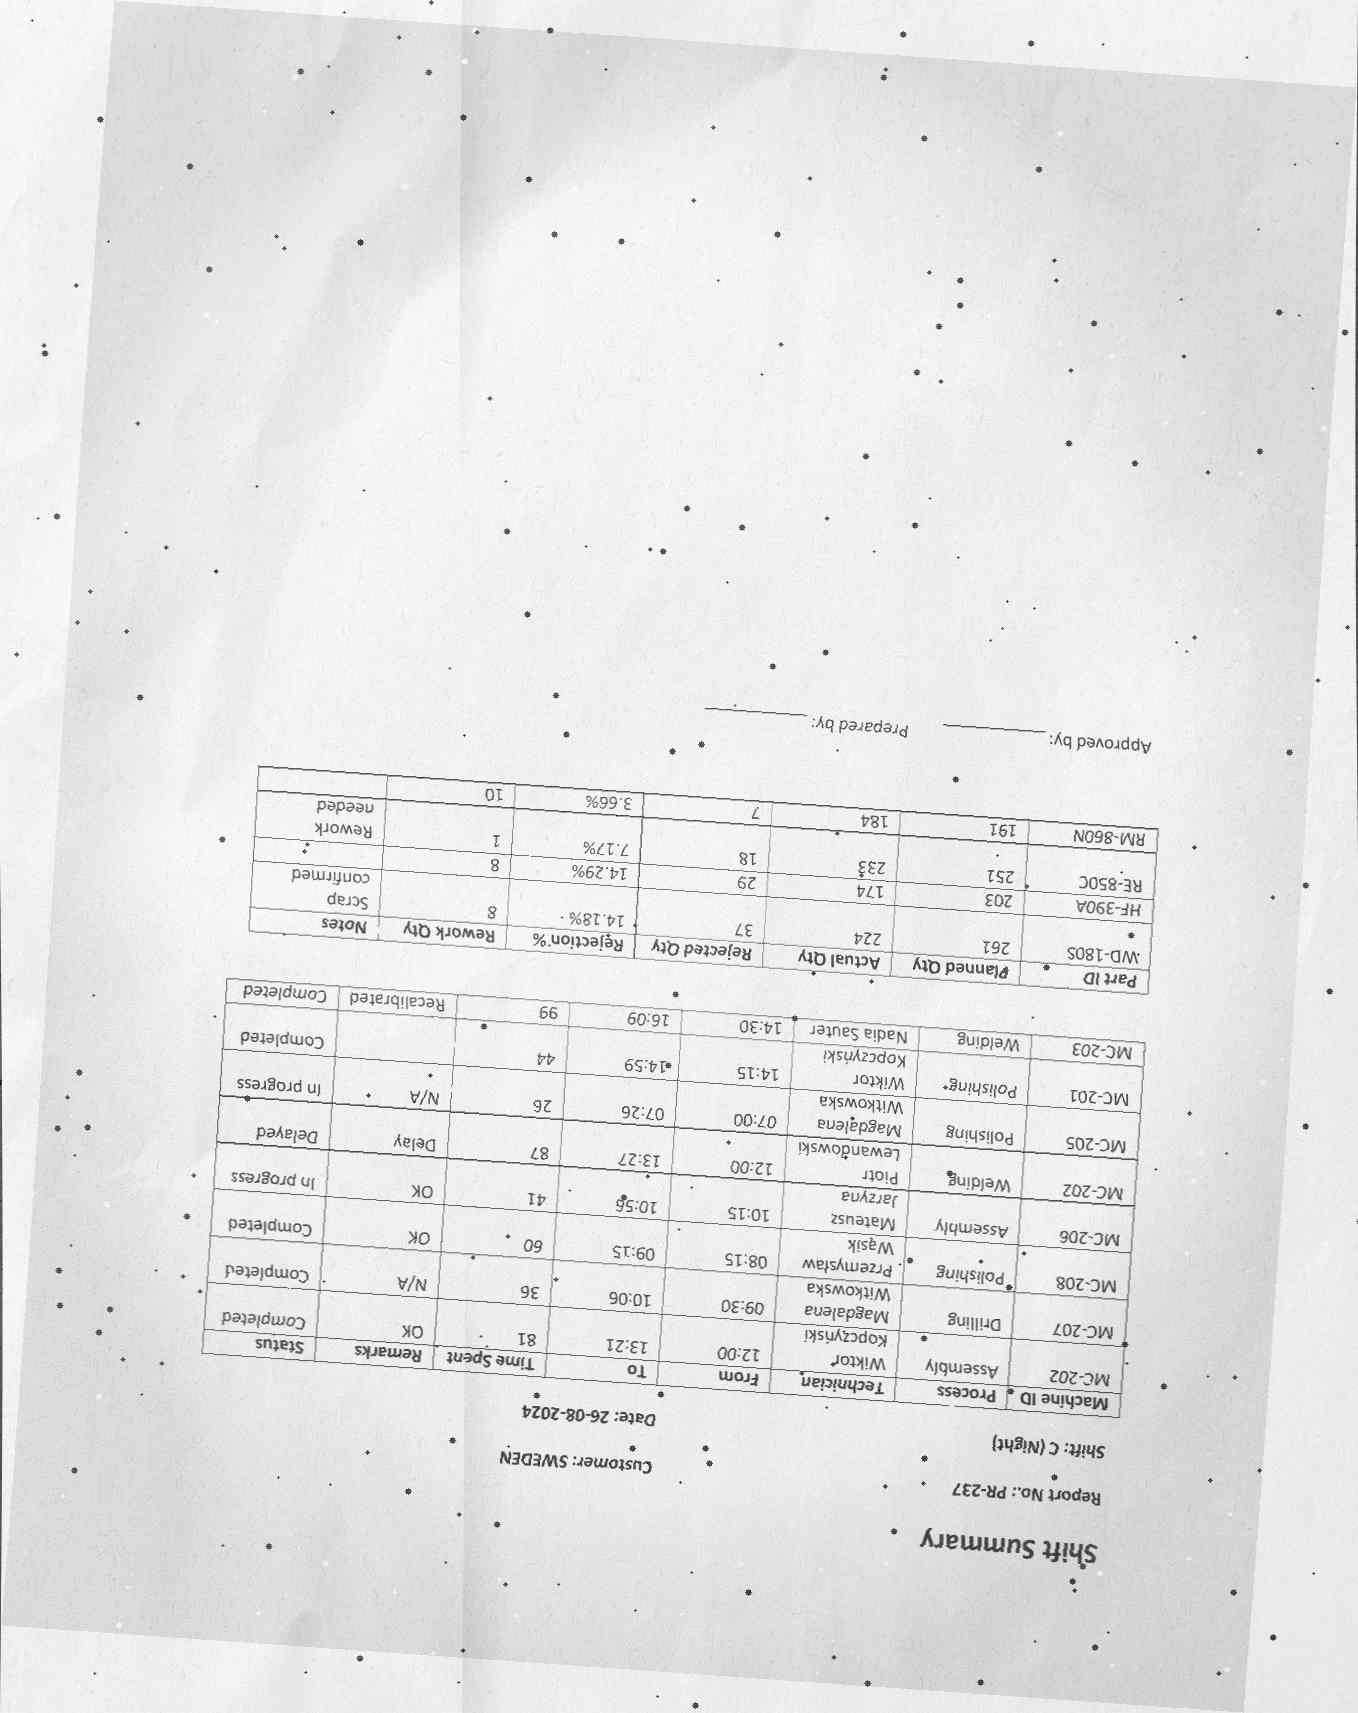 Shift Summary
Report No.: PR-237 Customer: SWEDEN
Shift: C (Night) Date: 26-08-2024
Machine ID Process Technician From To Time Spent Remarks Status
MC-202 Assembly Wiktor Kopczyński 12:00 13:21 81 OK Completed
MC-207 Drilling Magdalena Witkowska 09:30 10:06 36 N/A Completed
MC-208 Polishing Przemysław Wąsik 08:15 09:15 60 OK Completed
MC-206 Assembly Mateusz Jarzyna 10:15 10:56 41 OK In progress
MC-202 Welding Piotr Lewandowski 12:00 13:27 87 Delay Delayed
MC-205 Polishing Magdalena Witkowska 07:00 07:26 26 N/A In progress
MC-201 Polishing Wiktor Kopczyński 14:15 14:59 44 Completed
MC-203 Welding Nadia Sauter 14:30 16:09 99 Recalibrated Completed
Part ID Planned Qty Actual Qty Rejected Qty Rejection % Rework Qty Notes
WD-180S 261 224 37 14.18% 8 Scrap confirmed
HF-390A 203 174 29 14.29% 8
RE-850C 251 233 18 7.17% 1 Rework needed
RM-860N 191 184 7 3.66% 10
Approved by: ____________ Prepared by: ____________